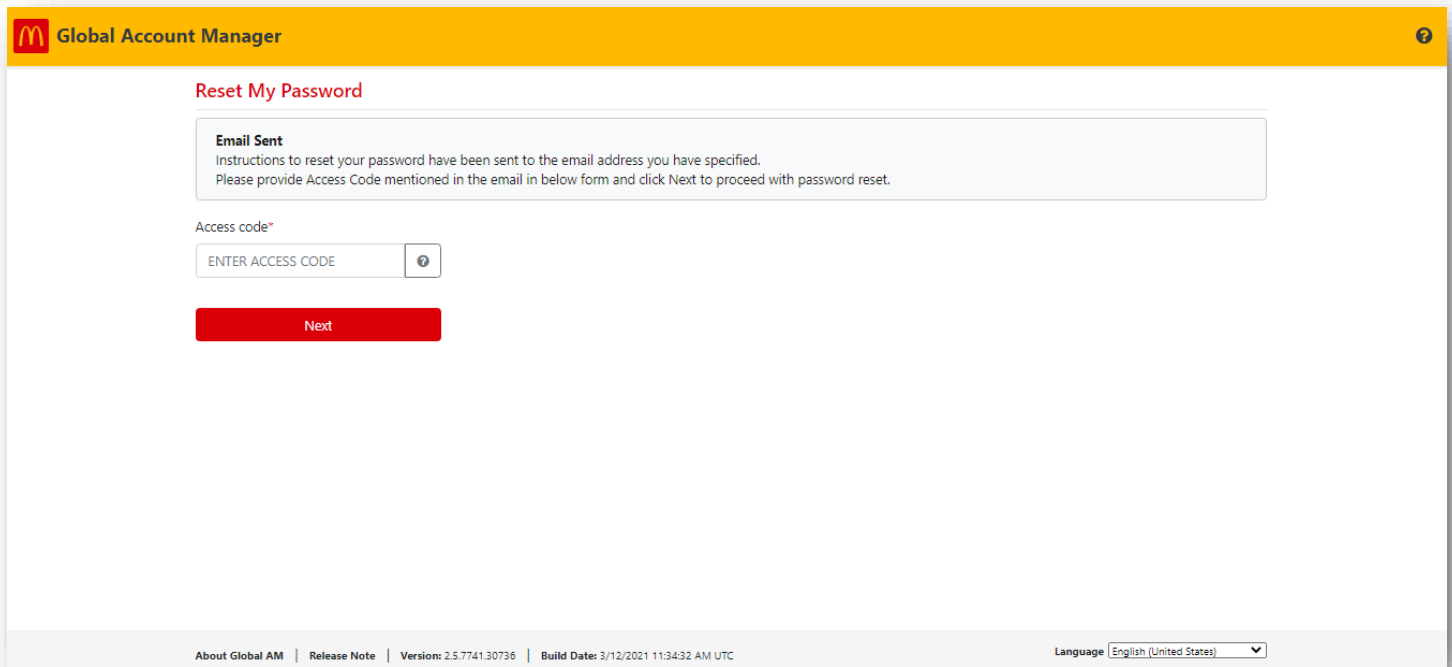 Global Account Manager
Reset My Password
Email Sent
Instructions to reset your password have been sent to the email address you have specified.
Please provide Access Code mentioned in the email in below form and click Next to proceed with password reset.
Access code*
ENTER ACCESS CODE
Next
About Global AM | Release Note | Version: 2.5.7741.30736 | Build Date: 3/12/2021 11:34:32 AM UTC
Language English (United States)